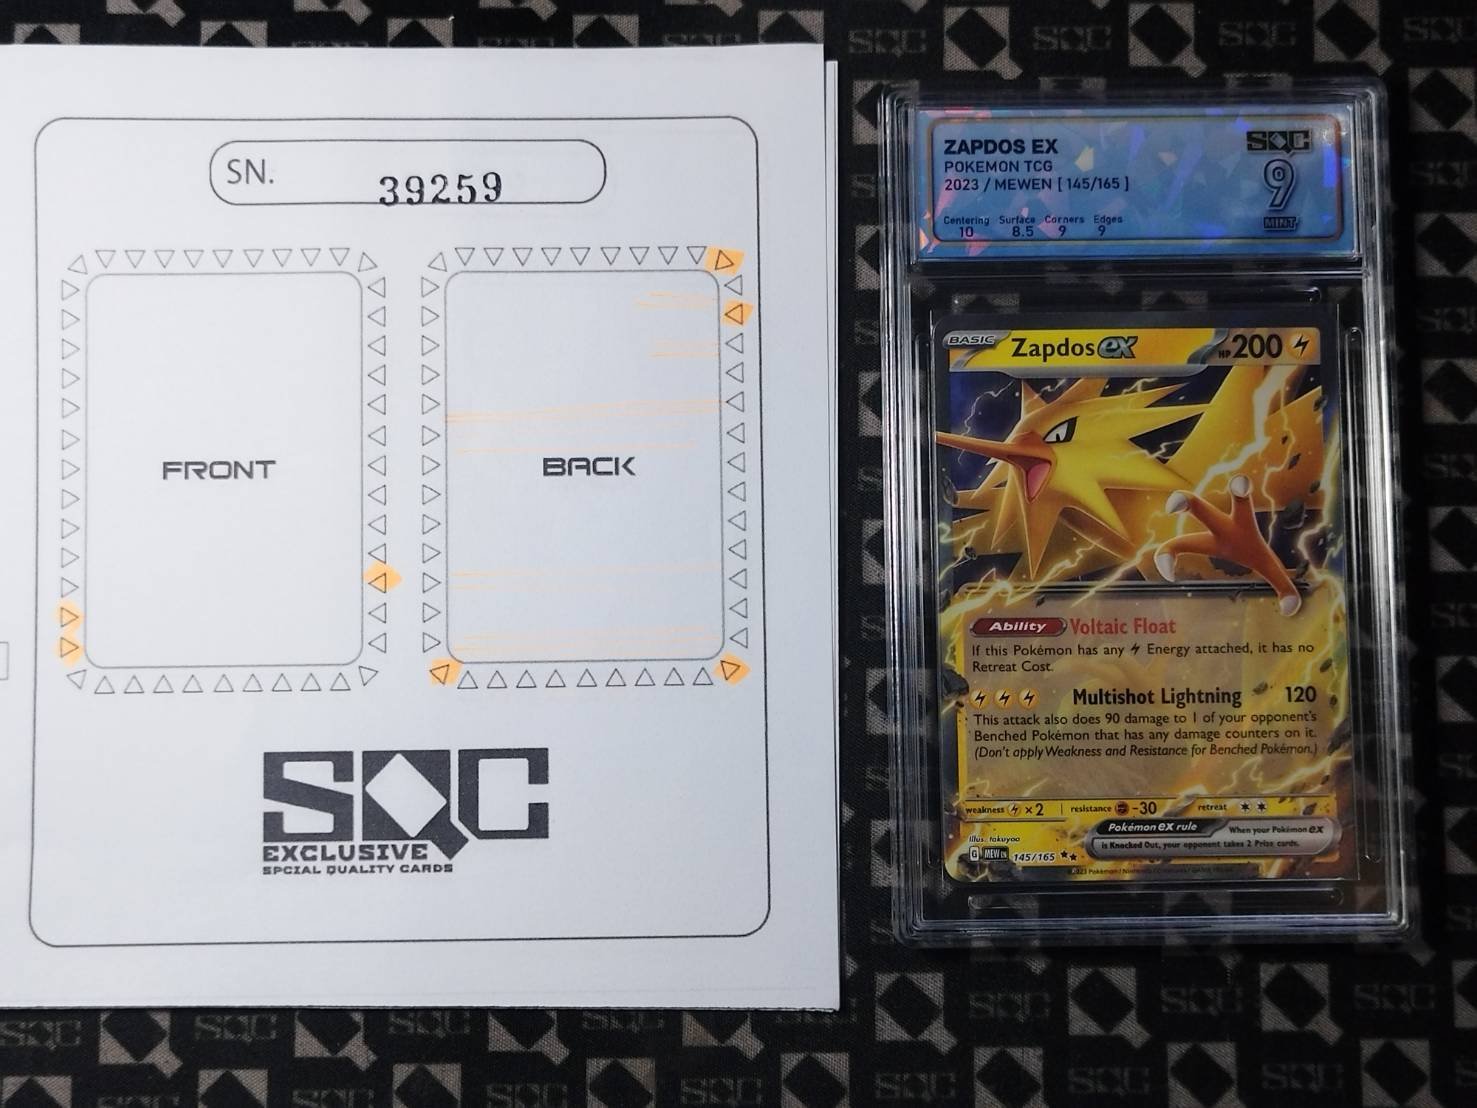 SN. 39259
FRONT
BACK
SQC
EXCLUSIVE
SPCIAL QUALITY CARDS
ZAPDOS EX
POKEMON TCG
2023 / MEWEN [ 145/165 ]
Centering Surface Corners Edges
10 8.5 9 9
SQC
9
MINT
BASIC Zapdos ex HP 200
Ability Voltaic Float
If this Pokémon has any Energy attached, it has no
Retreat Cost.
Multishot Lightning 120
This attack also does 90 damage to 1 of your opponent's
Benched Pokémon that has any damage counters on it.
(Don't apply Weakness and Resistance for Benched Pokémon.)
weakness ×2 resistance -30 retreat
Illus. takuyoa
Pokémon ex rule When your Pokémon ex
is Knocked Out, your opponent takes 2 Prize cards.
G MEW EN 145/165